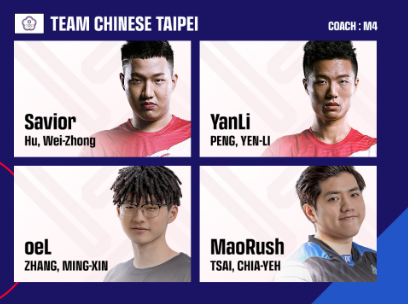 TEAM CHINESE TAIPEI
COACH : M4
Savior
Hu, Wei-Zhong
YanLi
PENG, YEN-LI
oeL
ZHANG, MING-XIN
MaoRush
TSAI, CHIA-YEH